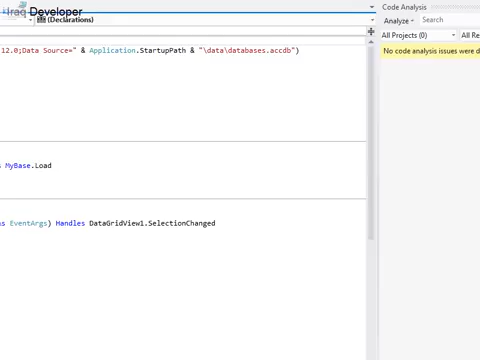 Iraq Developer
(Declarations)
Code Analysis
Analyze
Search
All Projects (0)
All Re
No code analysis issues were d
12.0;Data Source=" & Application.StartupPath & "\data\databases.accdb")
s MyBase.Load
as EventArgs) Handles DataGridView1.SelectionChanged